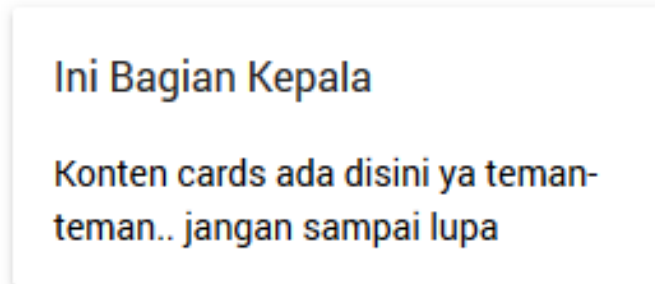 Ini Bagian Kepala
Konten cards ada disini ya teman-
teman.. jangan sampai lupa